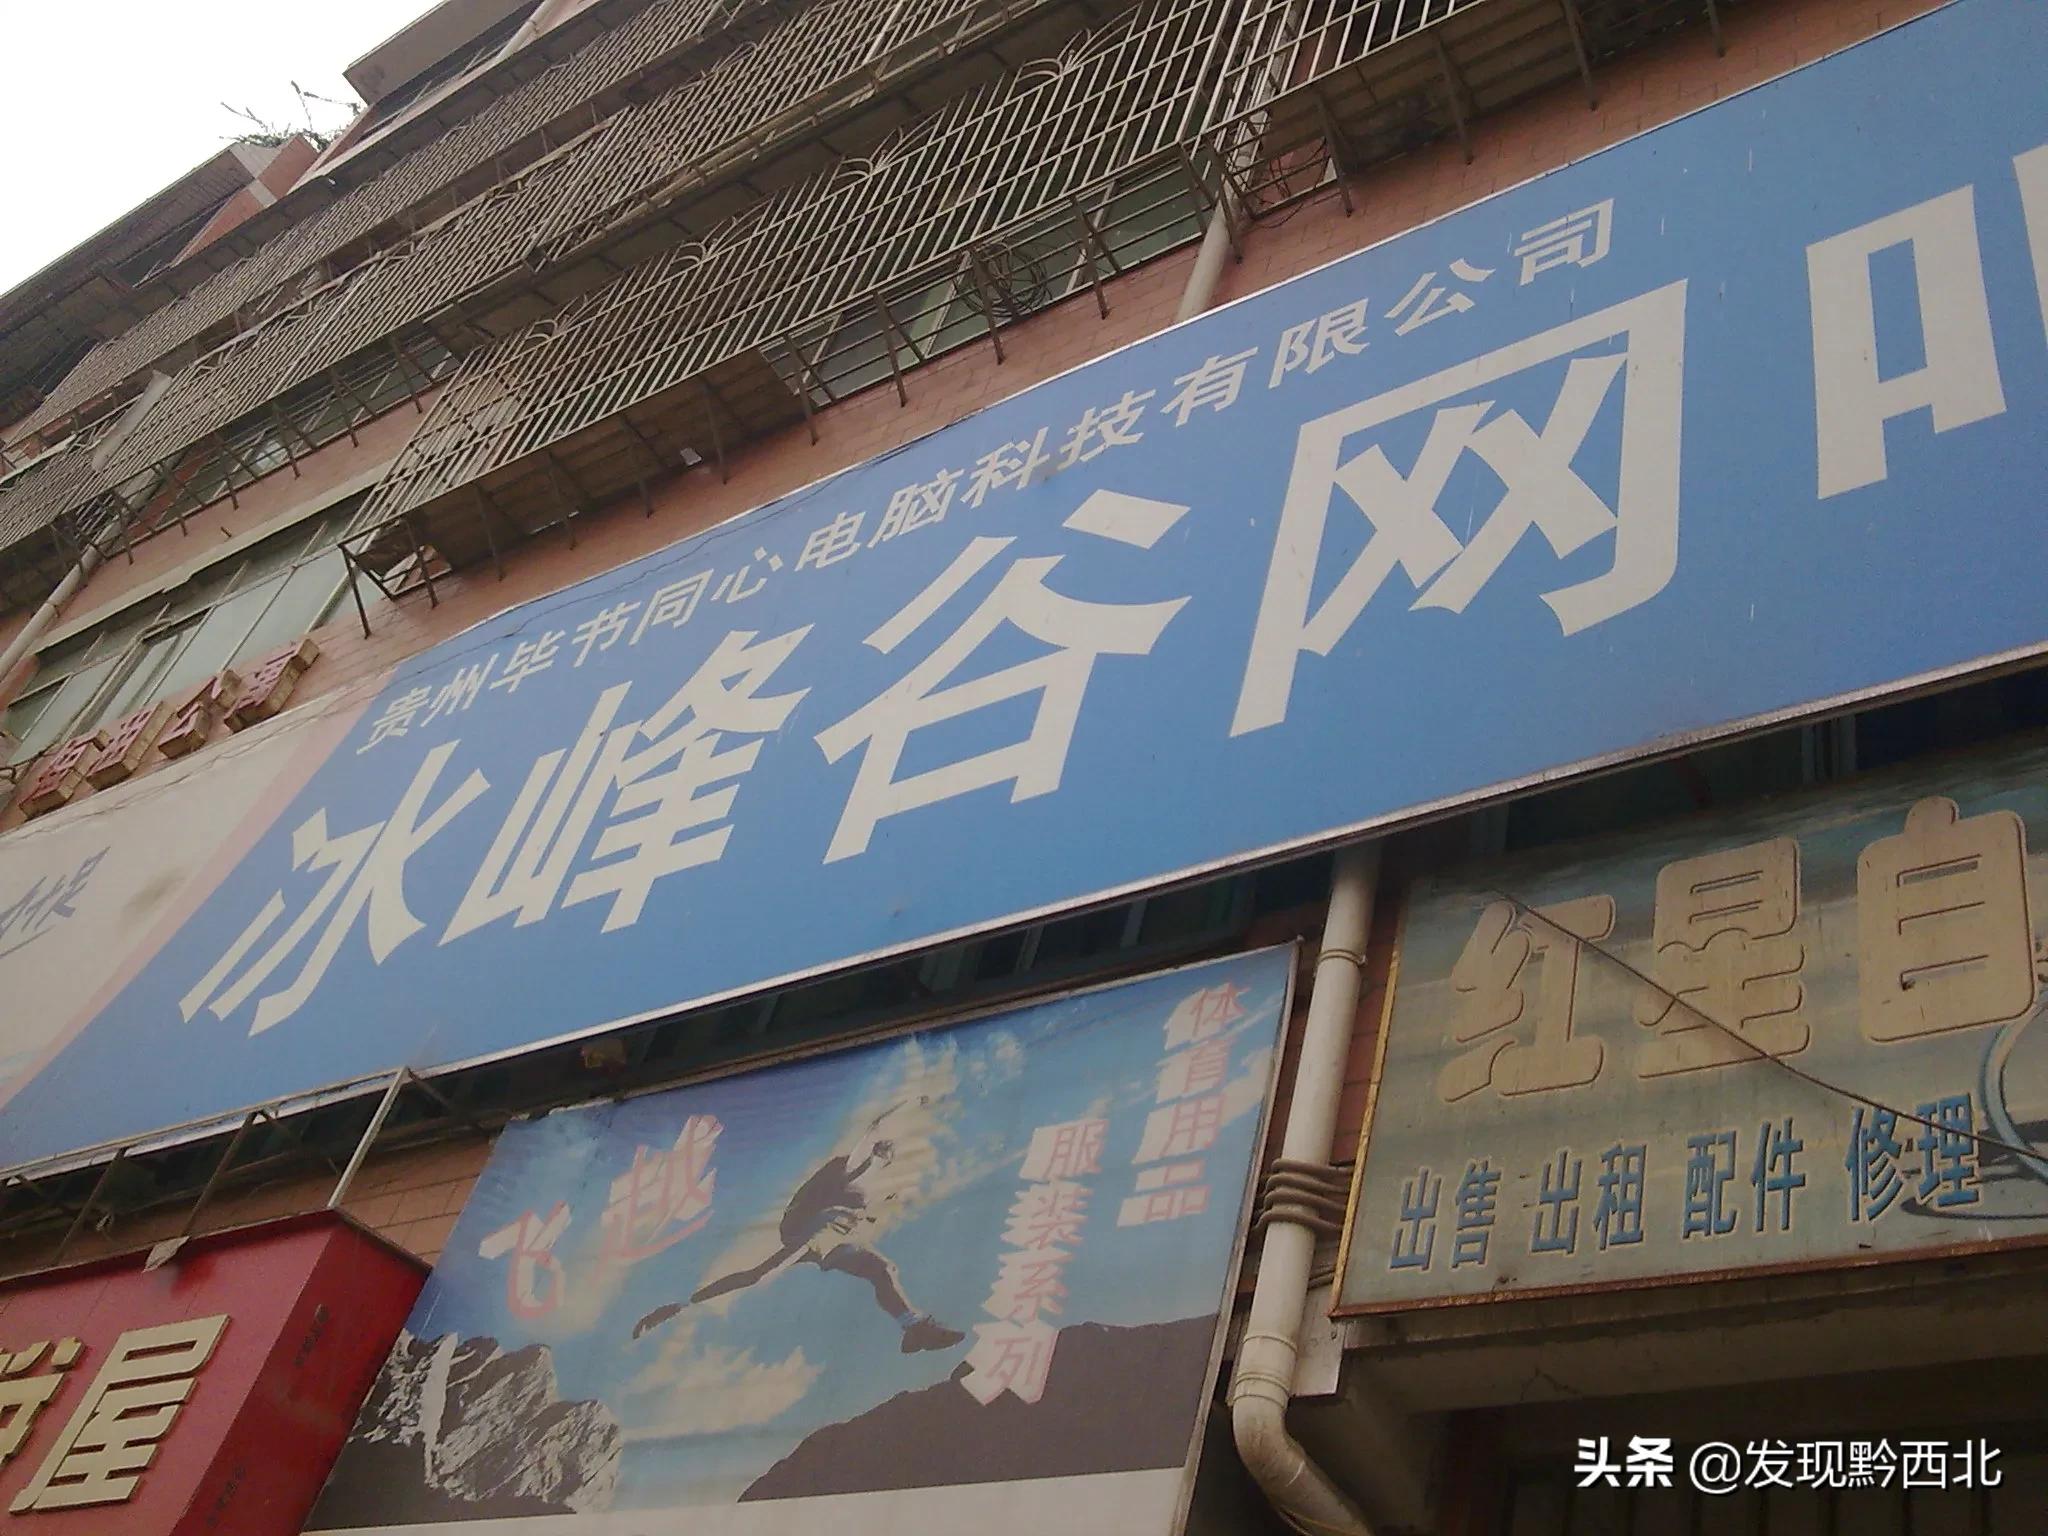 贵州毕节同心电脑科技有限公司
冰峰谷网
红星自
出售 出租 配件 修理
飞越
体育用品
服装系列
屋
头条 @发现黔西北